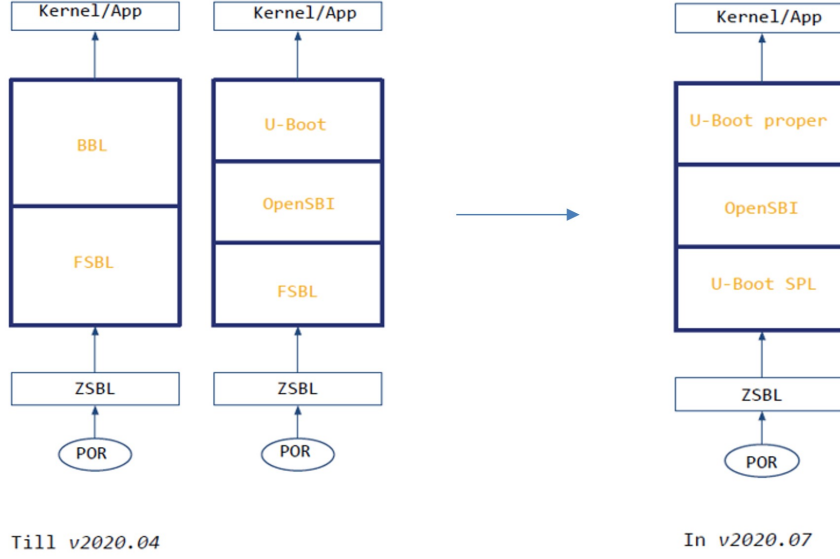 Kernel/App
BBL
FSBL
ZSBL
POR
Kernel/App
U-Boot
OpenSBI
FSBL
ZSBL
POR
Till v2020.04
Kernel/App
U-Boot proper
OpenSBI
U-Boot SPL
ZSBL
POR
In v2020.07